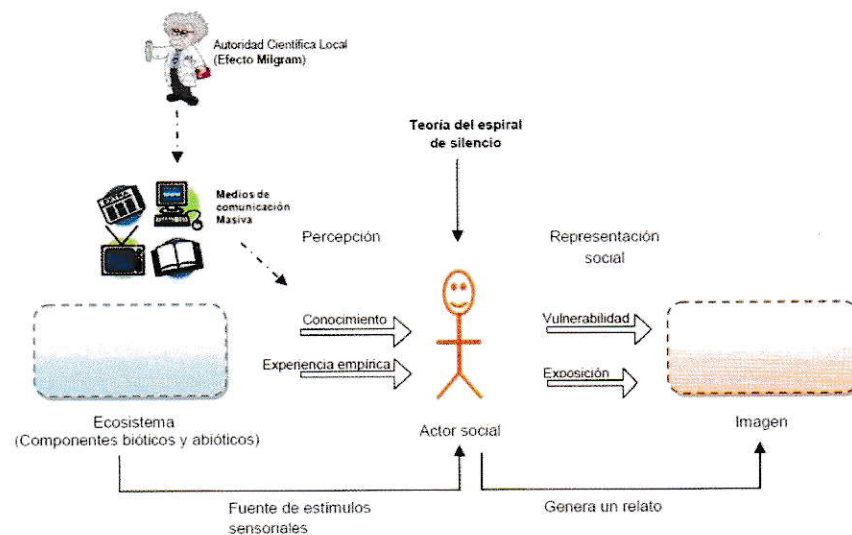 Autoridad Científica Local
(Efecto Milgram)
Teoría del espiral
de silencio
Medios de
comunicación
Masiva
Percepción
Representación
social
Conocimiento
Experiencia empírica
Vulnerabilidad
Exposición
Ecosistema
(Componentes bióticos y abióticos)
Actor social
Imagen
Fuente de estímulos
sensoriales
Genera un relato